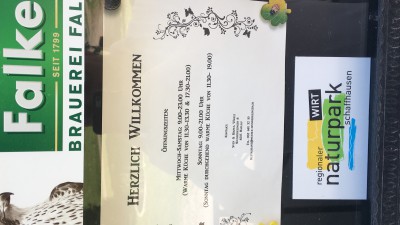 Falke
SEIT 1799
BRAUEREI FAL
HERZLICH WILLKOMMEN
ÖFFNUNGSZEITEN:
MITTWOCH-SAMSTAG: 9.00-23.00 UHR
(WARME KÜCHE VON 11.30-13.30 & 17.30-21.00)
SONNTAG: 9.00-21.00 UHR
(SONNTAG DURCHGEHEND WARME KÜCHE VON 11.30- 19.00)
regionaler WIRT
naturpark
schaffhausen